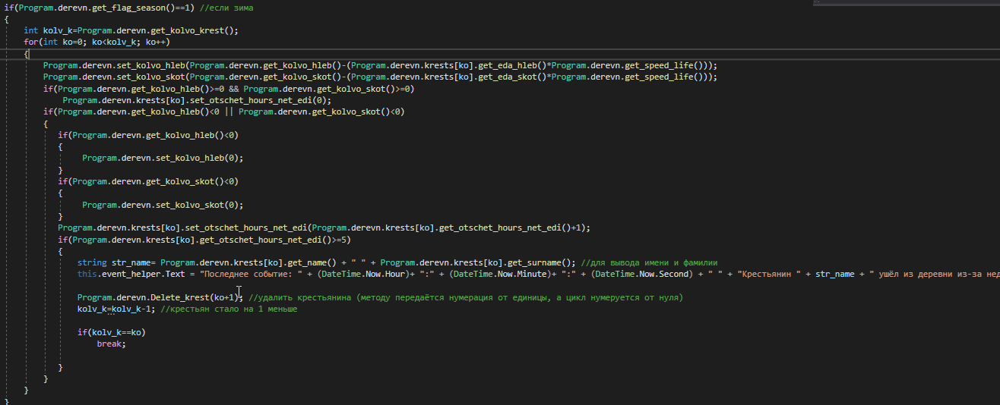 if(Program.derevn.get_flag_season()==1) //если зима
{
int kolv_k=Program.derevn.get_kolvo_krest();
for(int ko=0; ko<kolv_k; ko++)
{
Program.derevn.set_kolvo_hleb(Program.derevn.get_kolvo_hleb()-(Program.derevn.krests[ko].get_eda_hleb()*Program.derevn.get_speed_life()));
Program.derevn.set_kolvo_skot(Program.derevn.get_kolvo_skot()-(Program.derevn.krests[ko].get_eda_skot()*Program.derevn.get_speed_life()));
if(Program.derevn.get_kolvo_hleb()>=0 && Program.derevn.get_kolvo_skot()>=0)
Program.derevn.krests[ko].set_otschet_hours_net_edi(0);
if(Program.derevn.get_kolvo_hleb()<0 || Program.derevn.get_kolvo_skot()<0)
{
if(Program.derevn.get_kolvo_hleb()<0)
{
Program.derevn.set_kolvo_hleb(0);
}
if(Program.derevn.get_kolvo_skot()<0)
{
Program.derevn.set_kolvo_skot(0);
}
Program.derevn.krests[ko].set_otschet_hours_net_edi(Program.derevn.krests[ko].get_otschet_hours_net_edi()+1);
if(Program.derevn.krests[ko].get_otschet_hours_net_edi()>=5)
{
string str_name= Program.derevn.krests[ko].get_name() + " " + Program.derevn.krests[ko].get_surname(); //для вывода имени и фамилии
this.event_helper.Text = "Последнее событие: " + (DateTime.Now.Hour)+ ":" + (DateTime.Now.Minute)+ ":" + (DateTime.Now.Second) + " " + "Крестьянин " + str_name + " ушёл из деревни из-за нед
Program.derevn.Delete_krest(ko+1); //удалить крестьянина (методу передаётся нумерация от единицы, а цикл нумеруется от нуля)
kolv_k=kolv_k-1; //крестьян стало на 1 меньше
if(kolv_k==ko)
break;
}
}
}
}